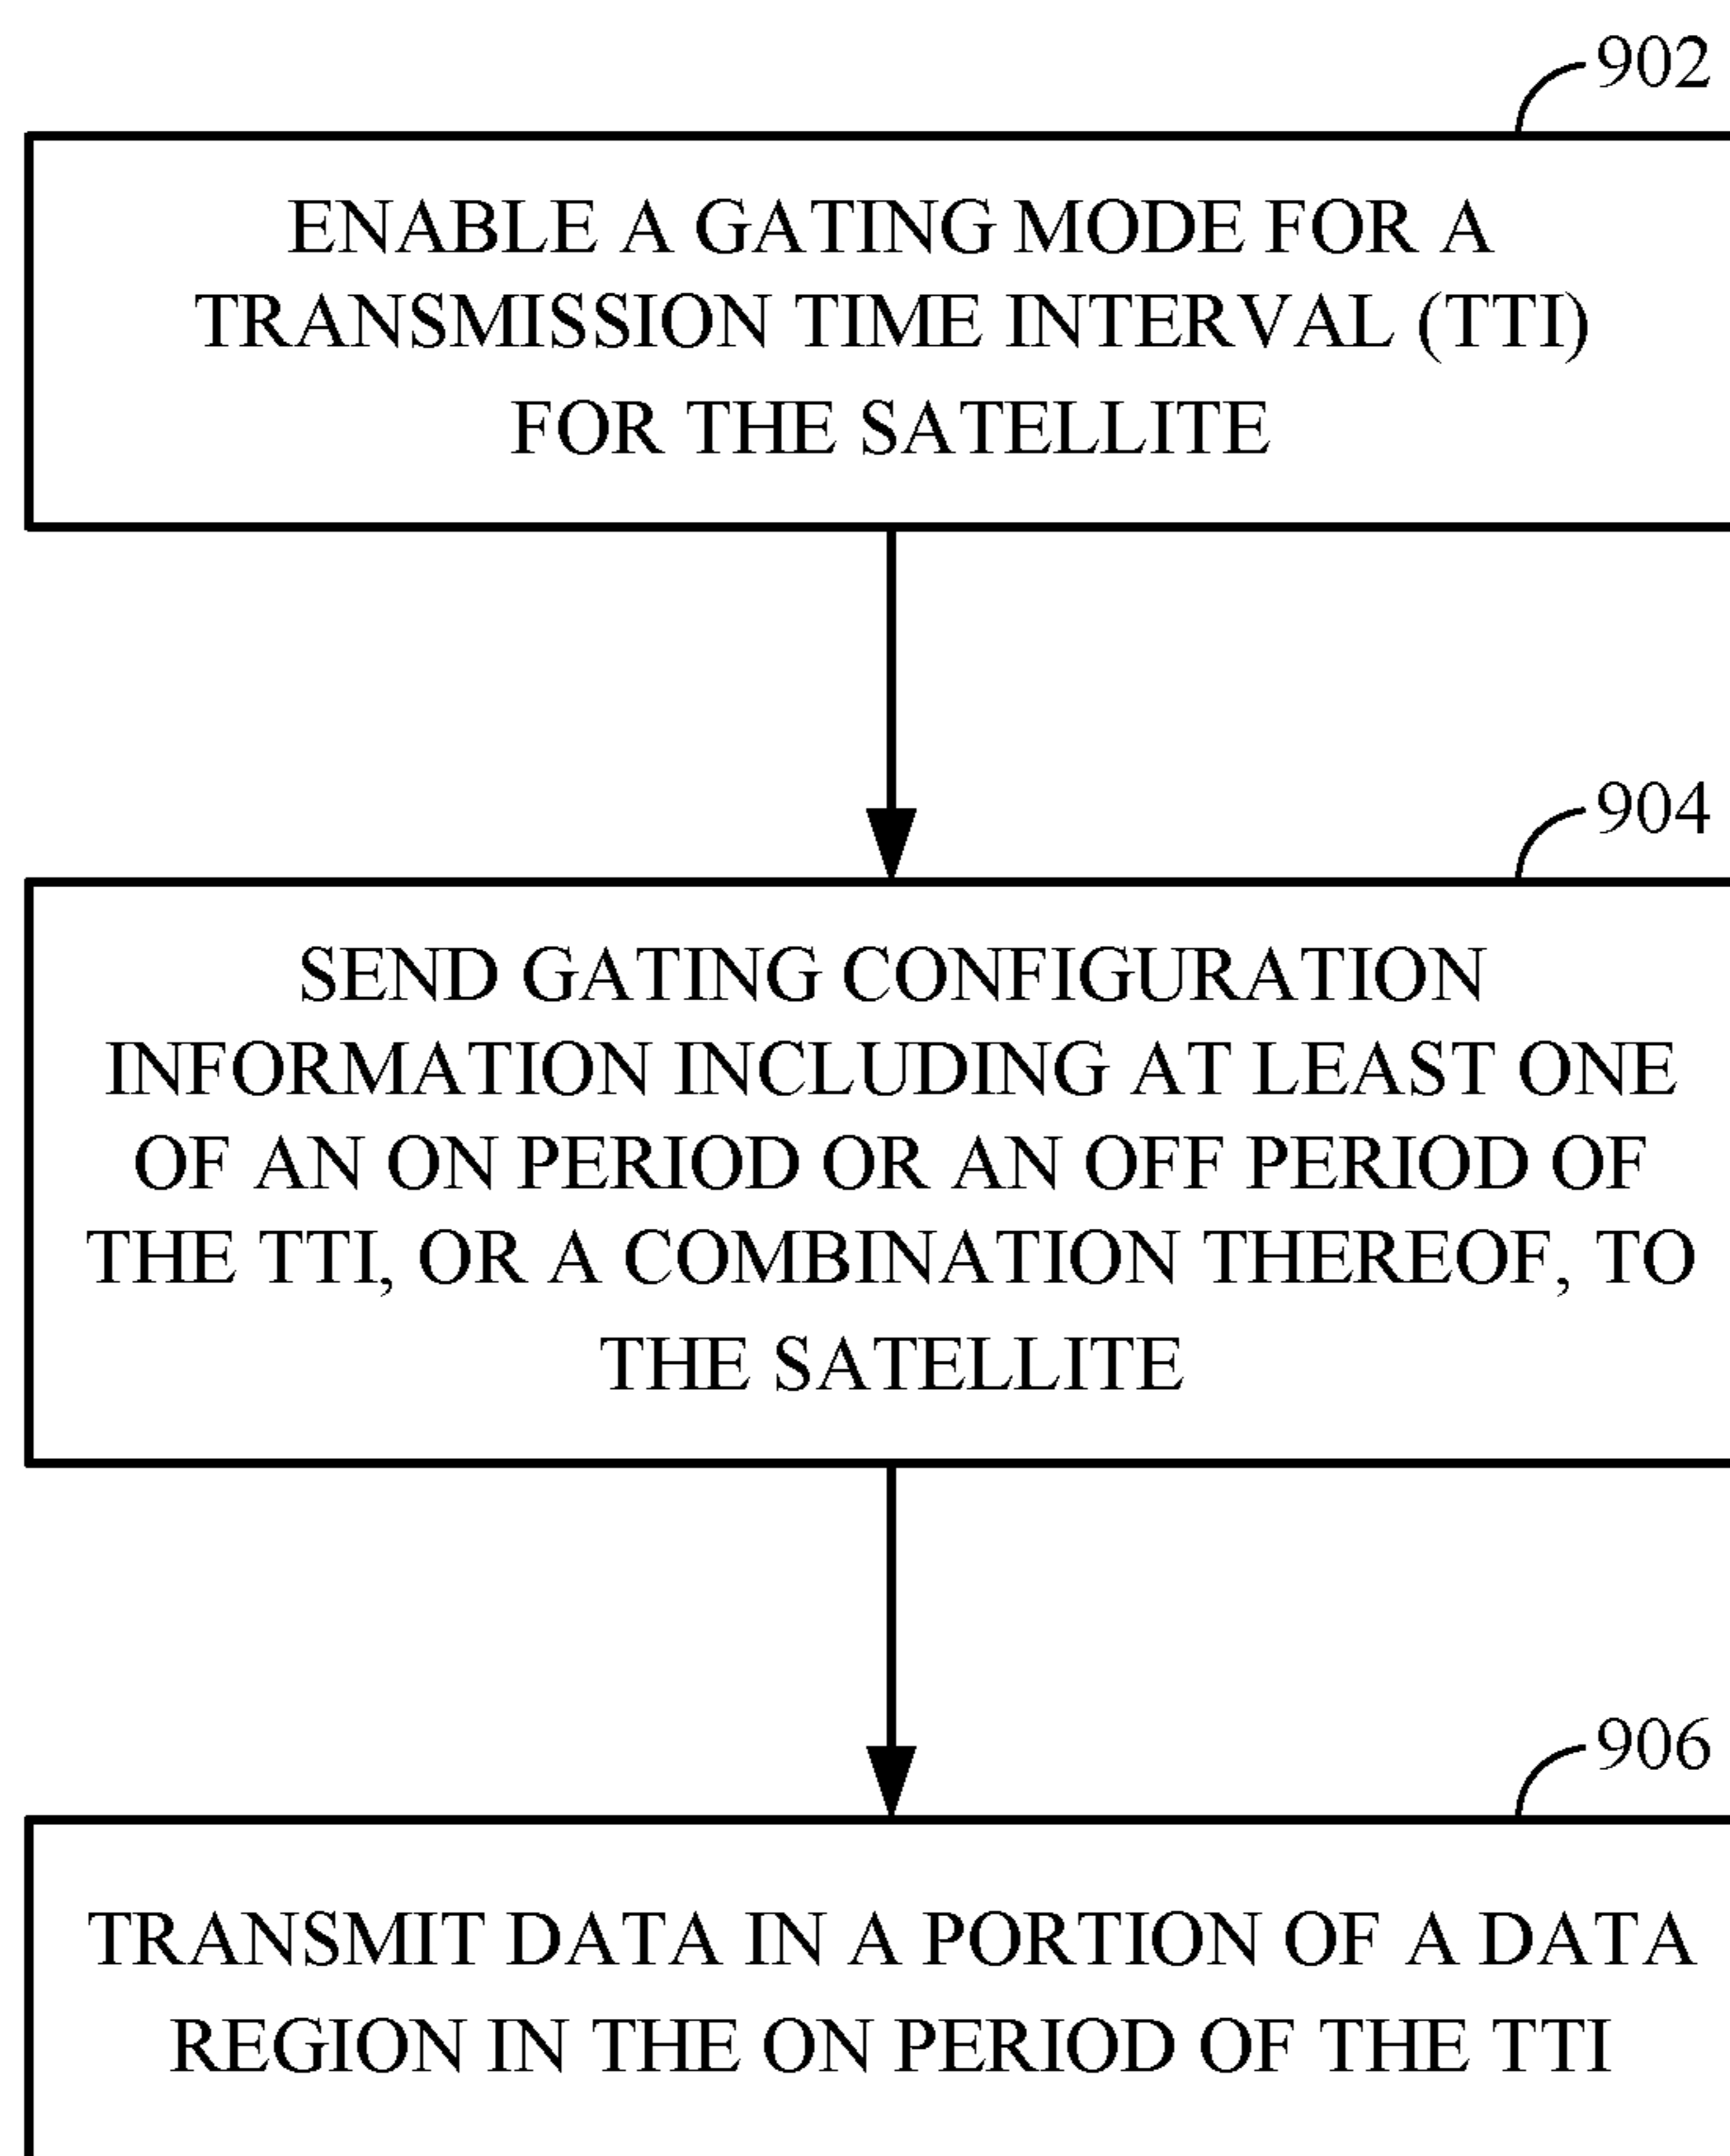 902
ENABLE A GATING MODE FOR A
TRANSMISSION TIME INTERVAL (TTI)
FOR THE SATELLITE
904
SEND GATING CONFIGURATION
INFORMATION INCLUDING AT LEAST ONE
OF AN ON PERIOD OR AN OFF PERIOD OF
THE TTI, OR A COMBINATION THEREOF, TO
THE SATELLITE
906
TRANSMIT DATA IN A PORTION OF A DATA
REGION IN THE ON PERIOD OF THE TTI